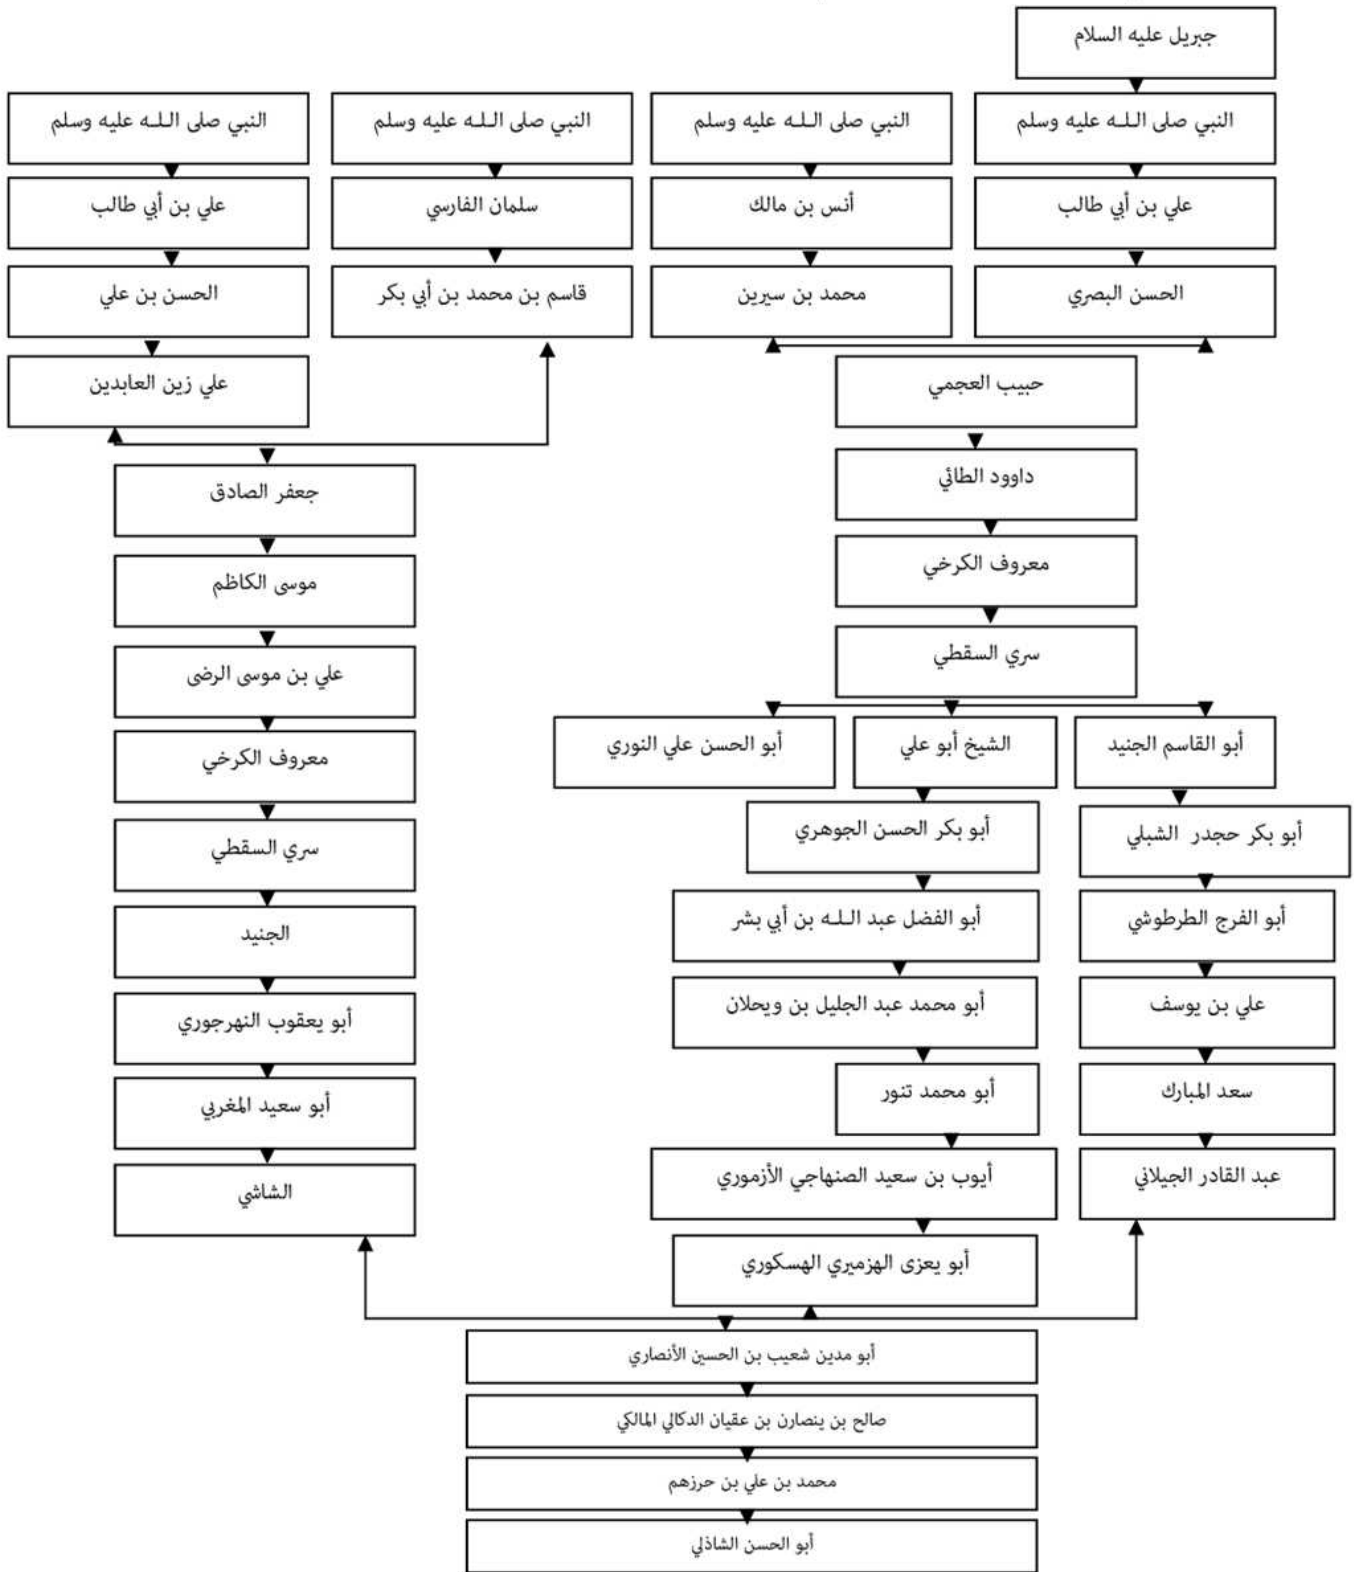 جبريل عليه السلام
النبي صلى الـلـه عليه وسلم
النبي صلى الـلـه عليه وسلم
النبي صلى الـلـه عليه وسلم
النبي صلى الـلـه عليه وسلم
علي بن أبي طالب
أنس بن مالك
سلمان الفارسي
علي بن أبي طالب
الحسن البصري
محمد بن سيرين
قاسم بن محمد بن أبي بكر
الحسن بن علي
حبيب العجمي
علي زين العابدين
داوود الطائي
جعفر الصادق
معروف الكرخي
موسى الكاظم
سري السقطي
علي بن موسى الرضى
أبو القاسم الجنيد
الشيخ أبو علي
أبو الحسن علي النوري
معروف الكرخي
أبو بكر حجدر الشبلي
أبو بكر الحسن الجوهري
سري السقطي
أبو الفرج الطرطوشي
أبو الفضل عبد الـلـه بن أبي بشر
الجنيد
علي بن يوسف
أبو محمد عبد الجليل بن ويحلان
أبو يعقوب النهرجوري
سعد المبارك
أبو محمد تنور
أبو سعيد المغربي
عبد القادر الجيلاني
أيوب بن سعيد الصنهاجي الأزموري
الشاشي
أبو يعزى الهزميري الهسكوري
أبو مدين شعيب بن الحسين الأنصاري
صالح بن ينصارن بن عقيان الدكالي المالكي
محمد بن علي بن حرزهم
أبو الحسن الشاذلي